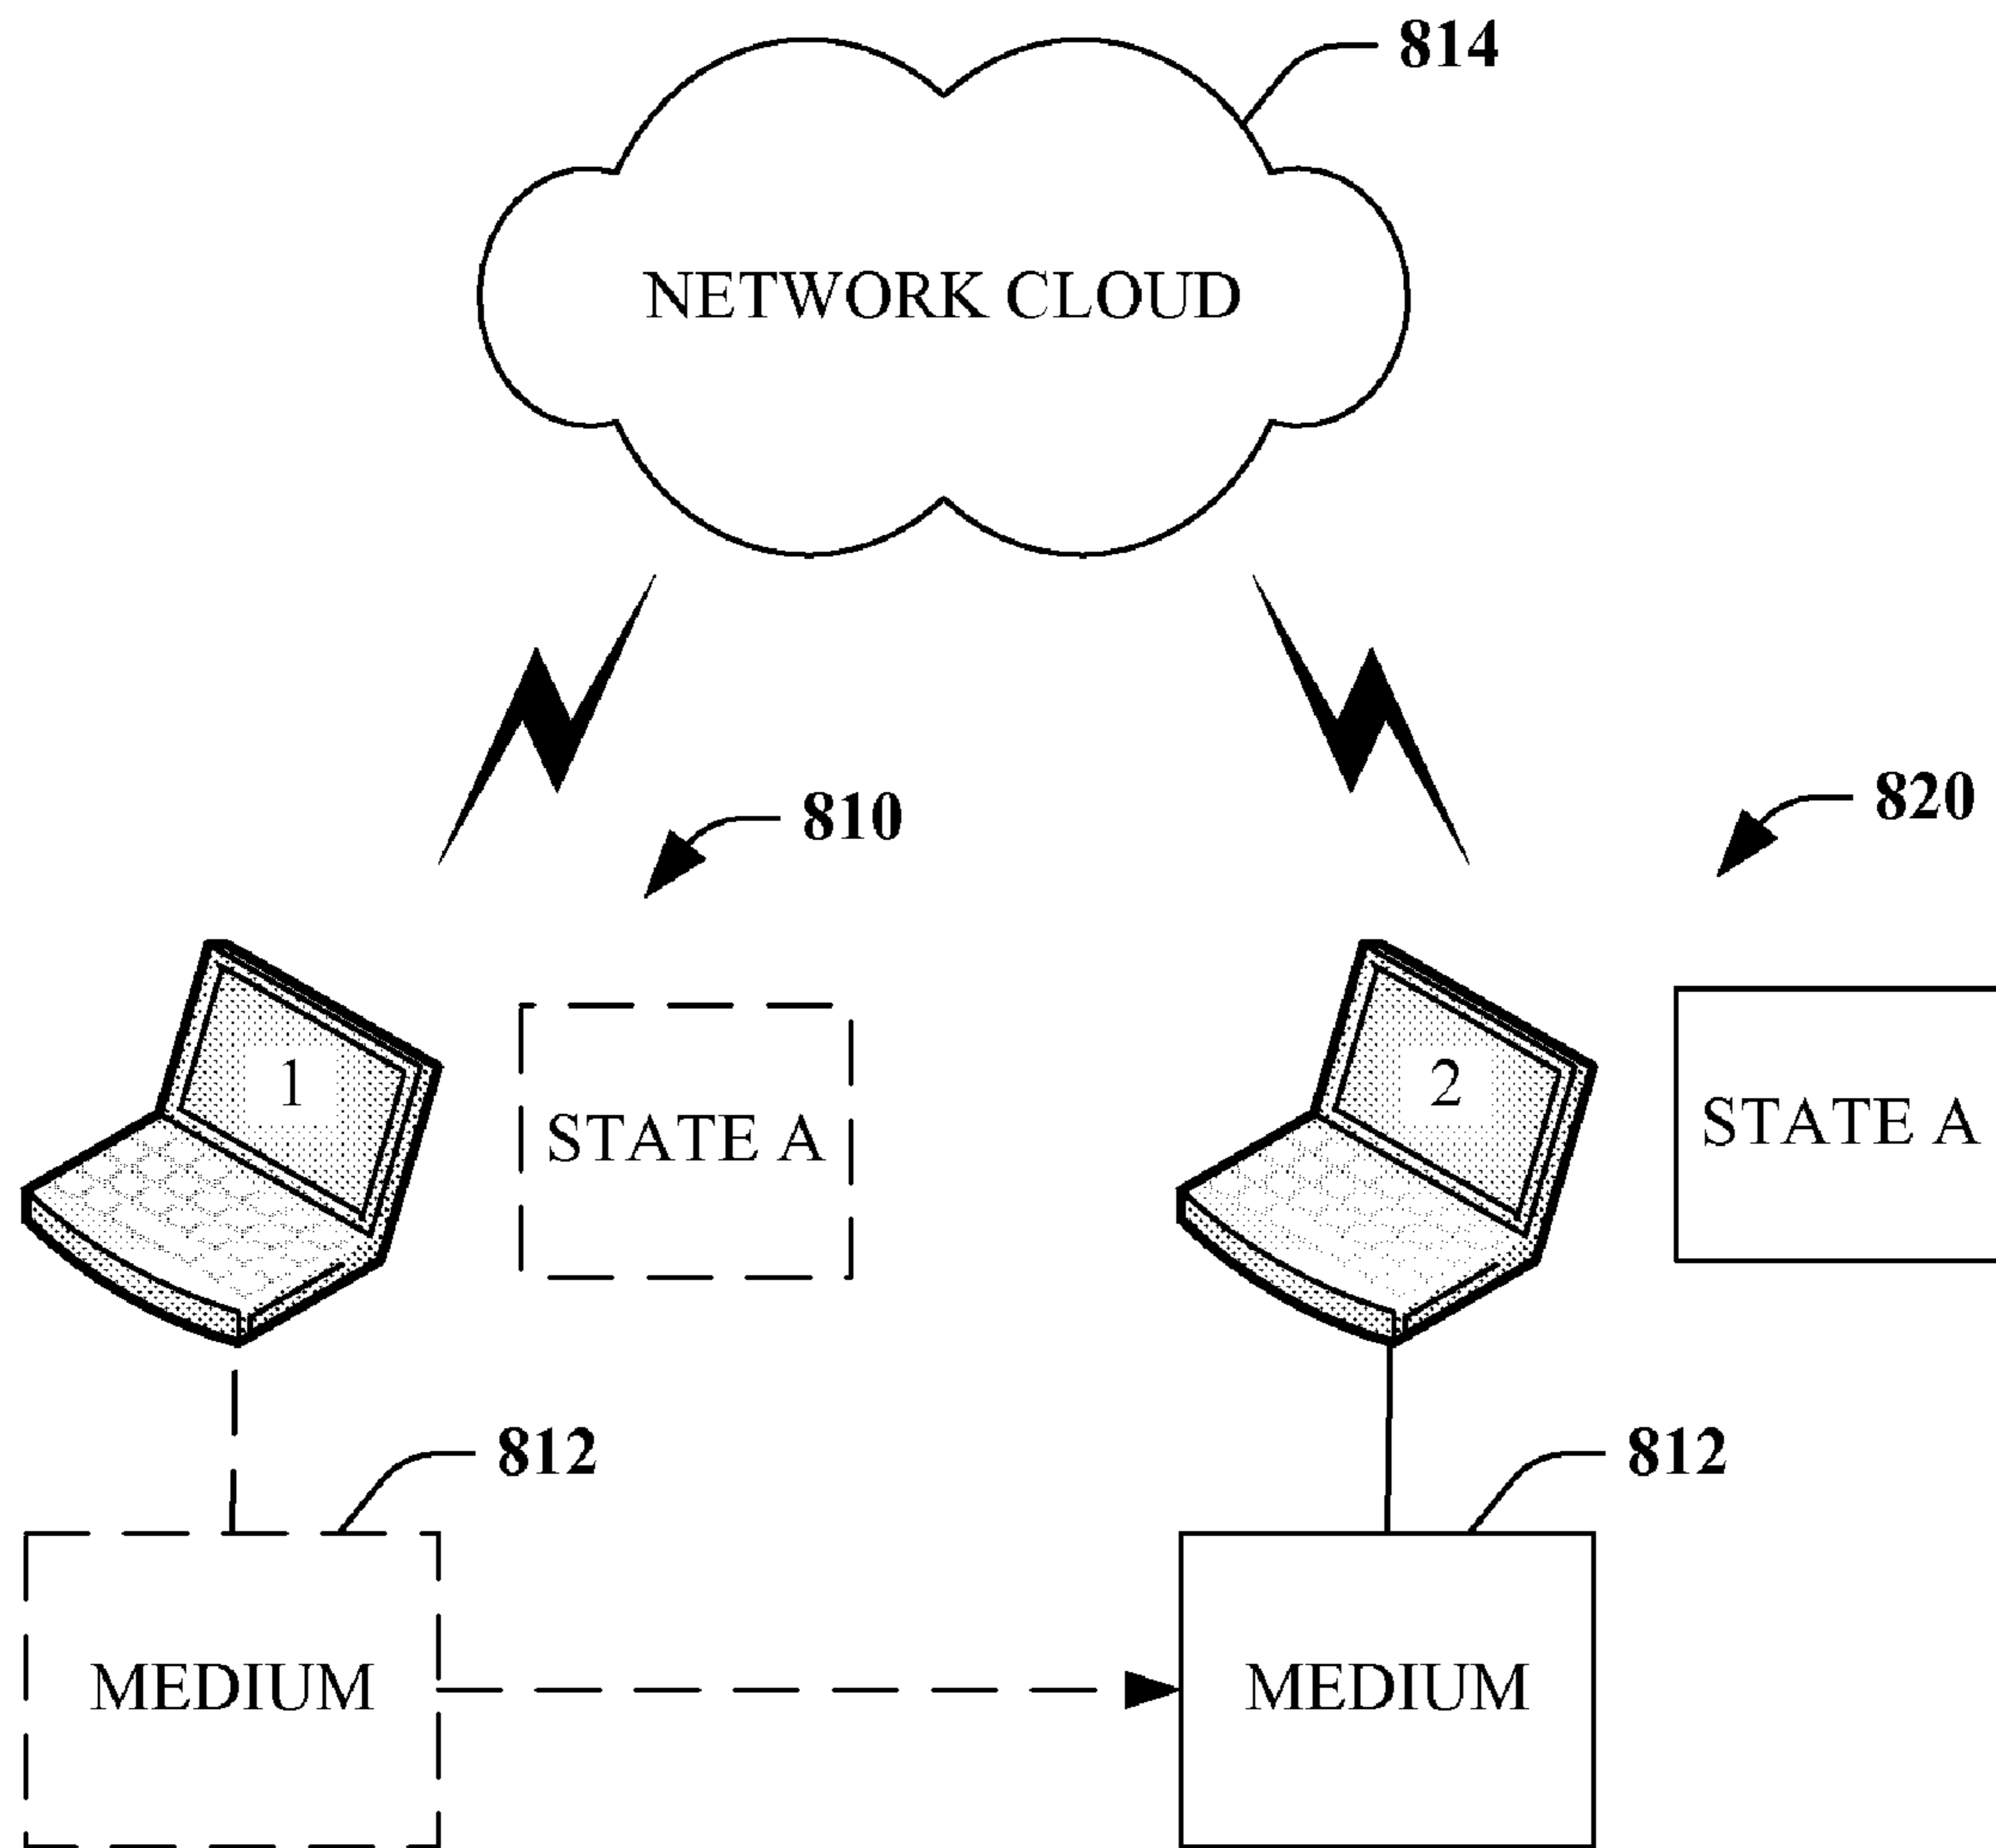 814
NETWORK CLOUD
810
820
1
STATE A
2
STATE A
812
812
MEDIUM
MEDIUM